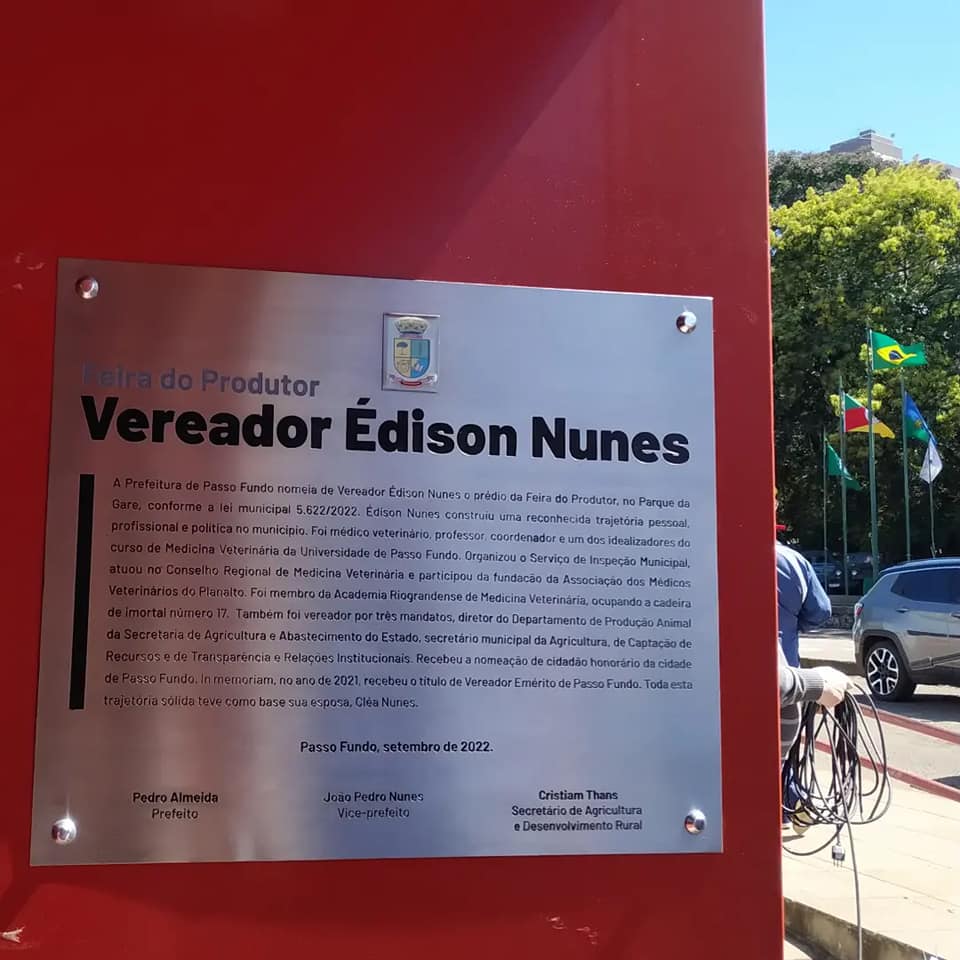 Feira do Produtor
Vereador Édison Nunes
A Prefeitura de Passo Fundo nomeia de Vereador Édison Nunes o prédio da Feira do Produtor, no Parque da
Gare, conforme a lei municipal 5.622/2022. Édison Nunes construiu uma reconhecida trajetória pessoal,
profissional e política no município. Foi médico veterinário, professor, coordenador e um dos idealizadores do
curso de Medicina Veterinária da Universidade de Passo Fundo. Organizou o Serviço de Inspeção Municipal,
atuou no Conselho Regional de Medicina Veterinária e participou da fundação da Associação dos Médicos
Veterinários do Planalto. Foi membro da Academia Riograndense de Medicina Veterinária, ocupando a cadeira
de imortal número 17. Também foi vereador por três mandatos, diretor do Departamento de Produção Animal
da Secretaria de Agricultura e Abastecimento do Estado, secretário municipal da Agricultura, de Captação de
Recursos e de Transparência e Relações Institucionais. Recebeu a nomeação de cidadão honorário da cidade
de Passo Fundo. In memoriam, no ano de 2021, recebeu o título de Vereador Emérito de Passo Fundo. Toda esta
trajetória sólida teve como base sua esposa, Cléa Nunes.
Passo Fundo, setembro de 2022.
Pedro Almeida
Prefeito
João Pedro Nunes
Vice-prefeito
Cristiam Thans
Secretário de Agricultura
e Desenvolvimento Rural